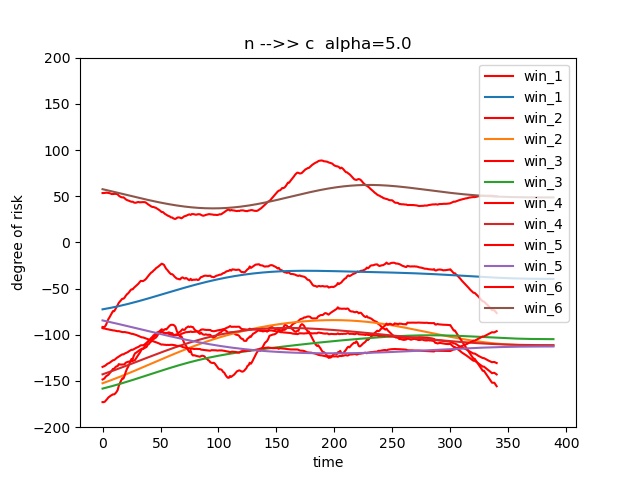 n -->> c  alpha=5.0
degree of risk
200
150
100
50
0
−50
−100
−150
−200
win_1
win_1
win_2
win_2
win_3
win_3
win_4
win_4
win_5
win_5
win_6
win_6
0 50 100 150 200 250 300 350 400
time